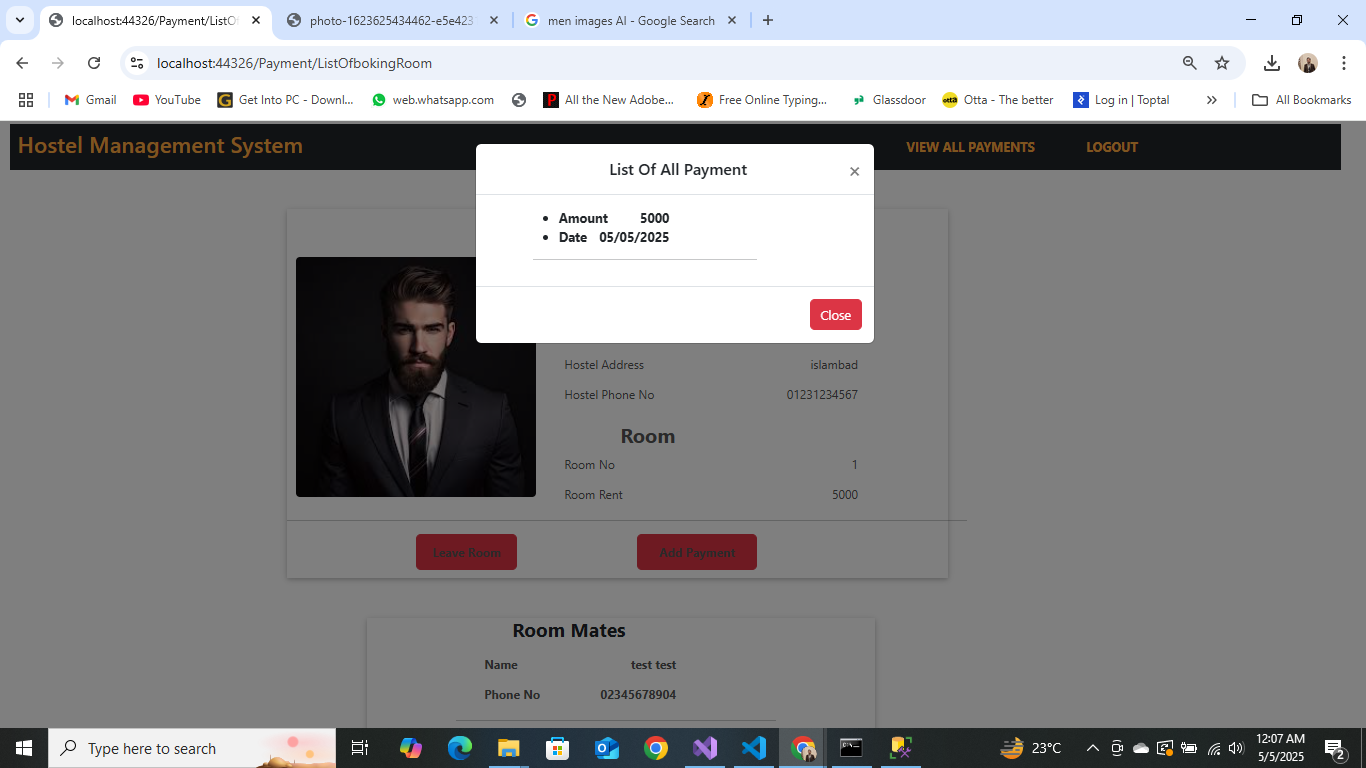 localhost:44326/Payment/ListOf
photo-1623625434462-e5e423
men images AI - Google Search
localhost:44326/Payment/ListOfbokingRoom
Gmail
YouTube
Get Into PC - Downl...
web.whatsapp.com
All the New Adobe...
Free Online Typing...
Glassdoor
otta
Otta - The better
Log in | Toptal
All Bookmarks
Hostel Management System
VIEW ALL PAYMENTS
LOGOUT
List Of All Payment
×
• Amount 5000
• Date 05/05/2025
Close
Hostel Address islambad
Hostel Phone No 01231234567
Room
Room No 1
Room Rent 5000
Leave Room
Add Payment
Room Mates
Name test test
Phone No 02345678904
Type here to search
23°C
12:07 AM
5/5/2025
2